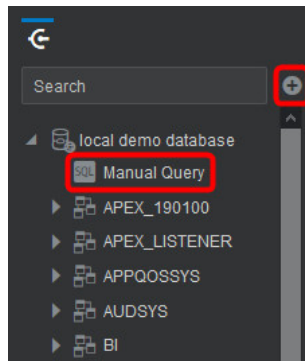 Search
local demo database
SQL Manual Query
APEX_190100
APEX_LISTENER
APPQOSSYS
AUDSYS
BI